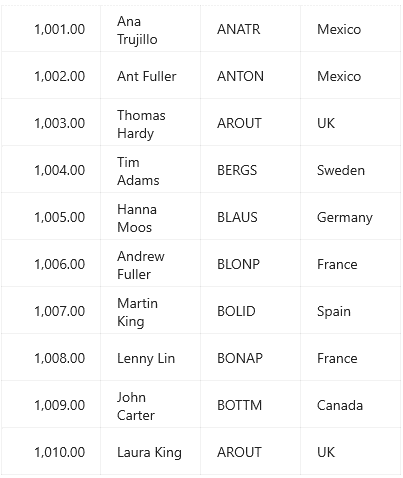 1,001.00 Ana Trujillo ANATR Mexico
1,002.00 Ant Fuller ANTON Mexico
1,003.00 Thomas Hardy AROUT UK
1,004.00 Tim Adams BERGS Sweden
1,005.00 Hanna Moos BLAUS Germany
1,006.00 Andrew Fuller BLONP France
1,007.00 Martin King BOLID Spain
1,008.00 Lenny Lin BONAP France
1,009.00 John Carter BOTTM Canada
1,010.00 Laura King AROUT UK